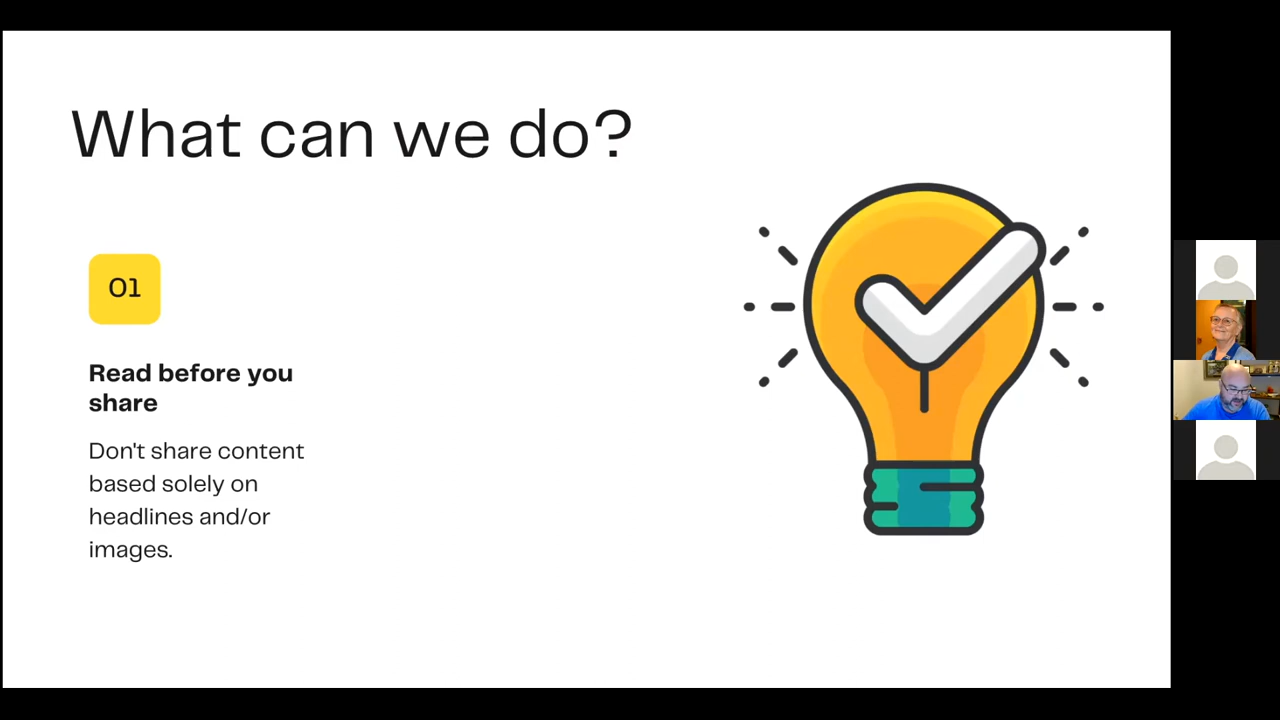 What can we do?
01
Read before you
share
Don't share content
based solely on
headlines and/or
images.